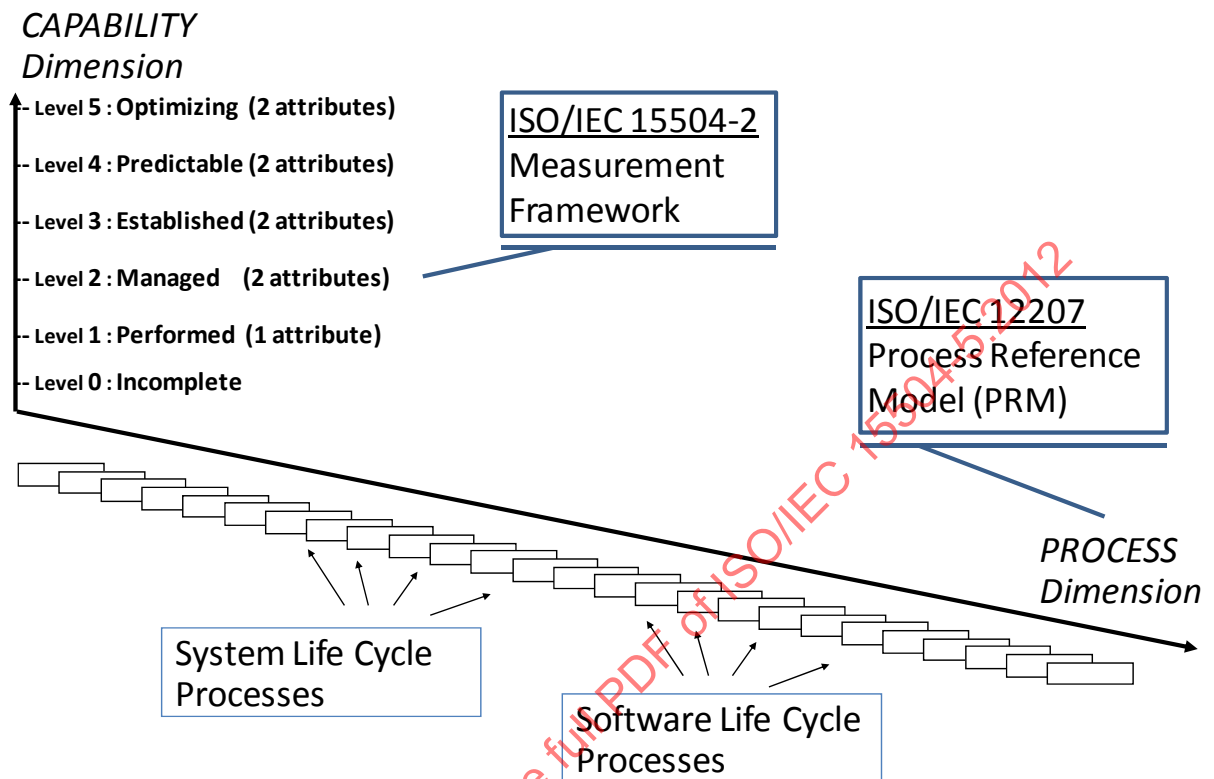 CAPABILITY
Dimension
-- Level 5 : Optimizing (2 attributes)
-- Level 4 : Predictable (2 attributes)
-- Level 3 : Established (2 attributes)
-- Level 2 : Managed (2 attributes)
-- Level 1 : Performed (1 attribute)
-- Level 0 : Incomplete
ISO/IEC 15504-2
Measurement
Framework
ISO/IEC 12207
Process Reference
Model (PRM)
PROCESS
Dimension
System Life Cycle
Processes
Software Life Cycle
Processes
e full PDF of ISO/IEC 15504-5:2012